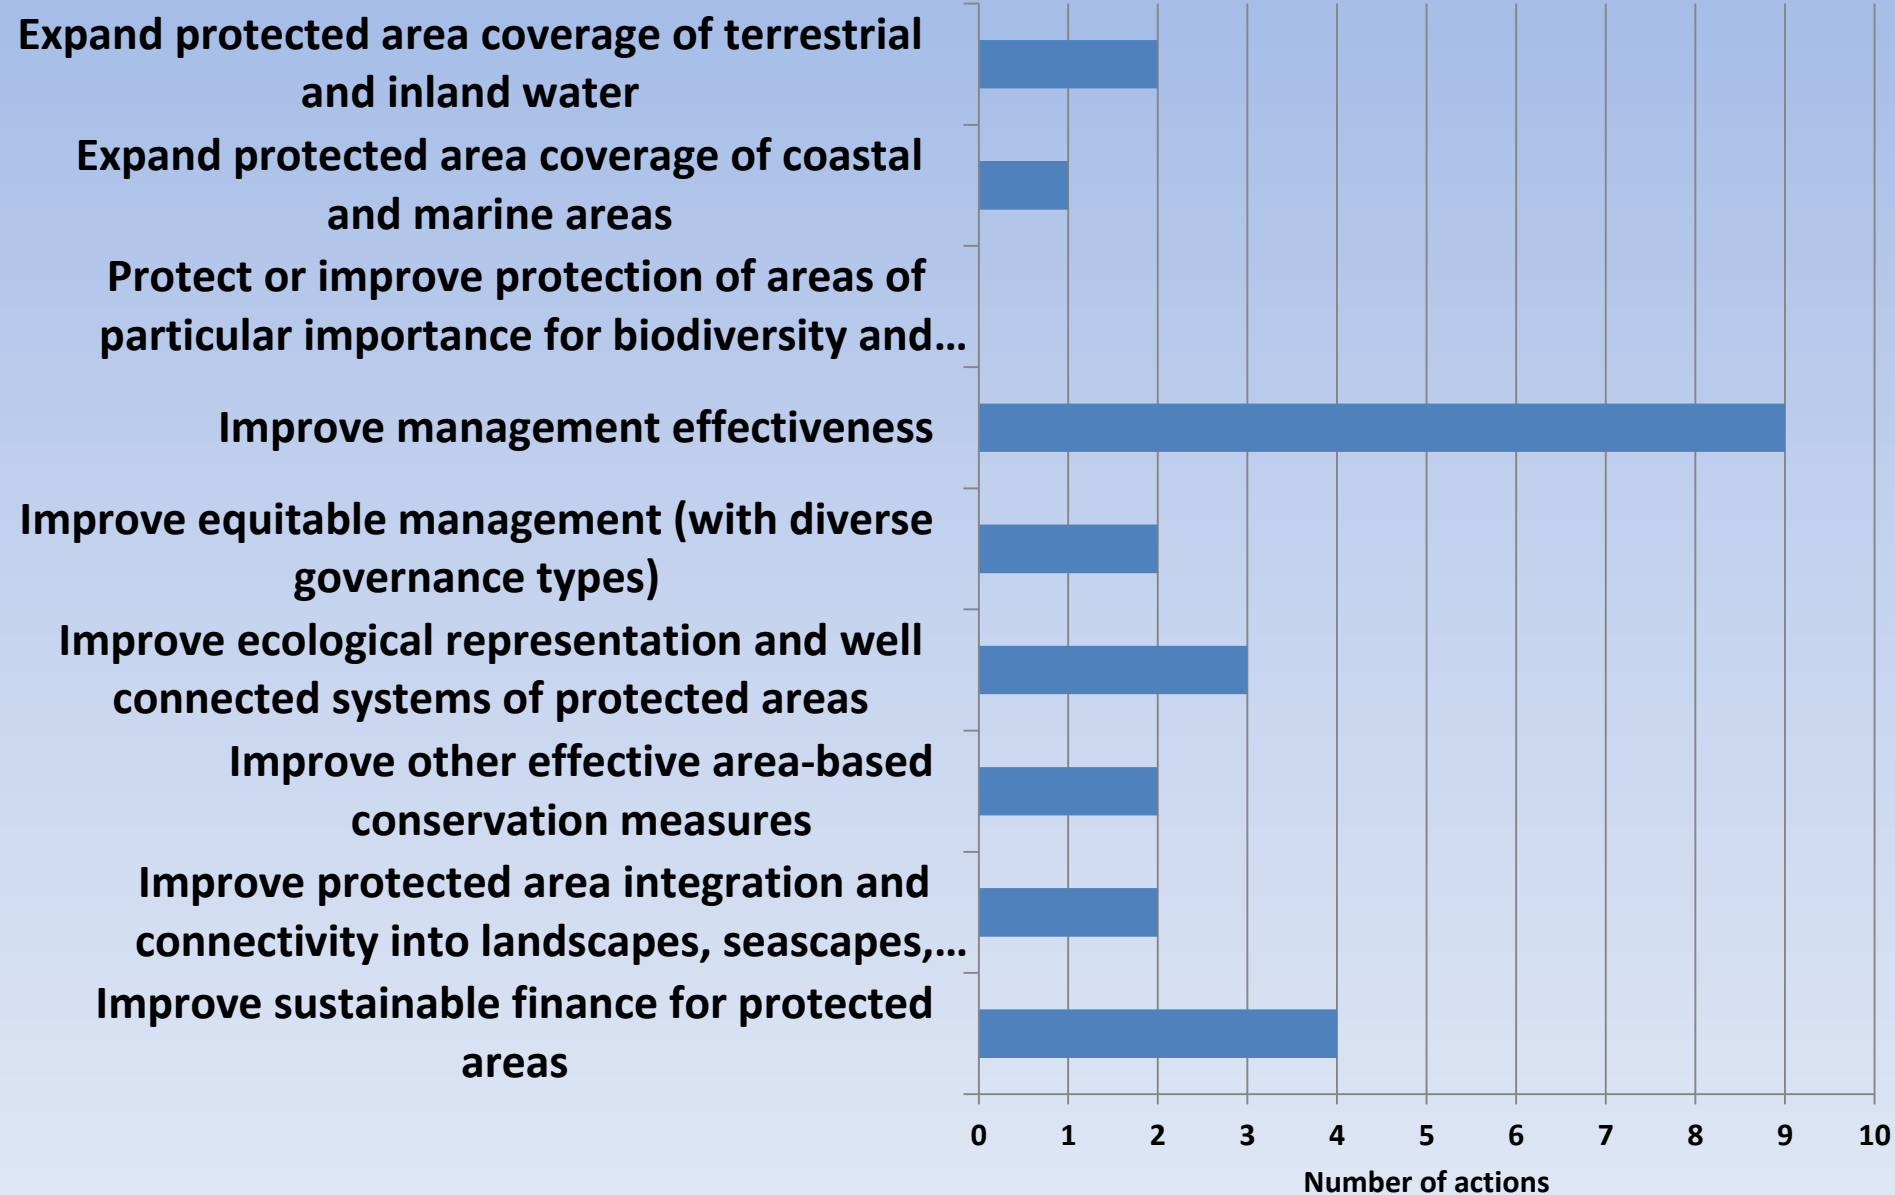 Expand protected area coverage of terrestrial
and inland water
Expand protected area coverage of coastal
and marine areas
Protect or improve protection of areas of
particular importance for biodiversity and…
Improve management effectiveness
Improve equitable management (with diverse
governance types)
Improve ecological representation and well
connected systems of protected areas
Improve other effective area-based
conservation measures
Improve protected area integration and
connectivity into landscapes, seascapes,…
Improve sustainable finance for protected
areas
0 1 2 3 4 5 6 7 8 9 10
Number of actions